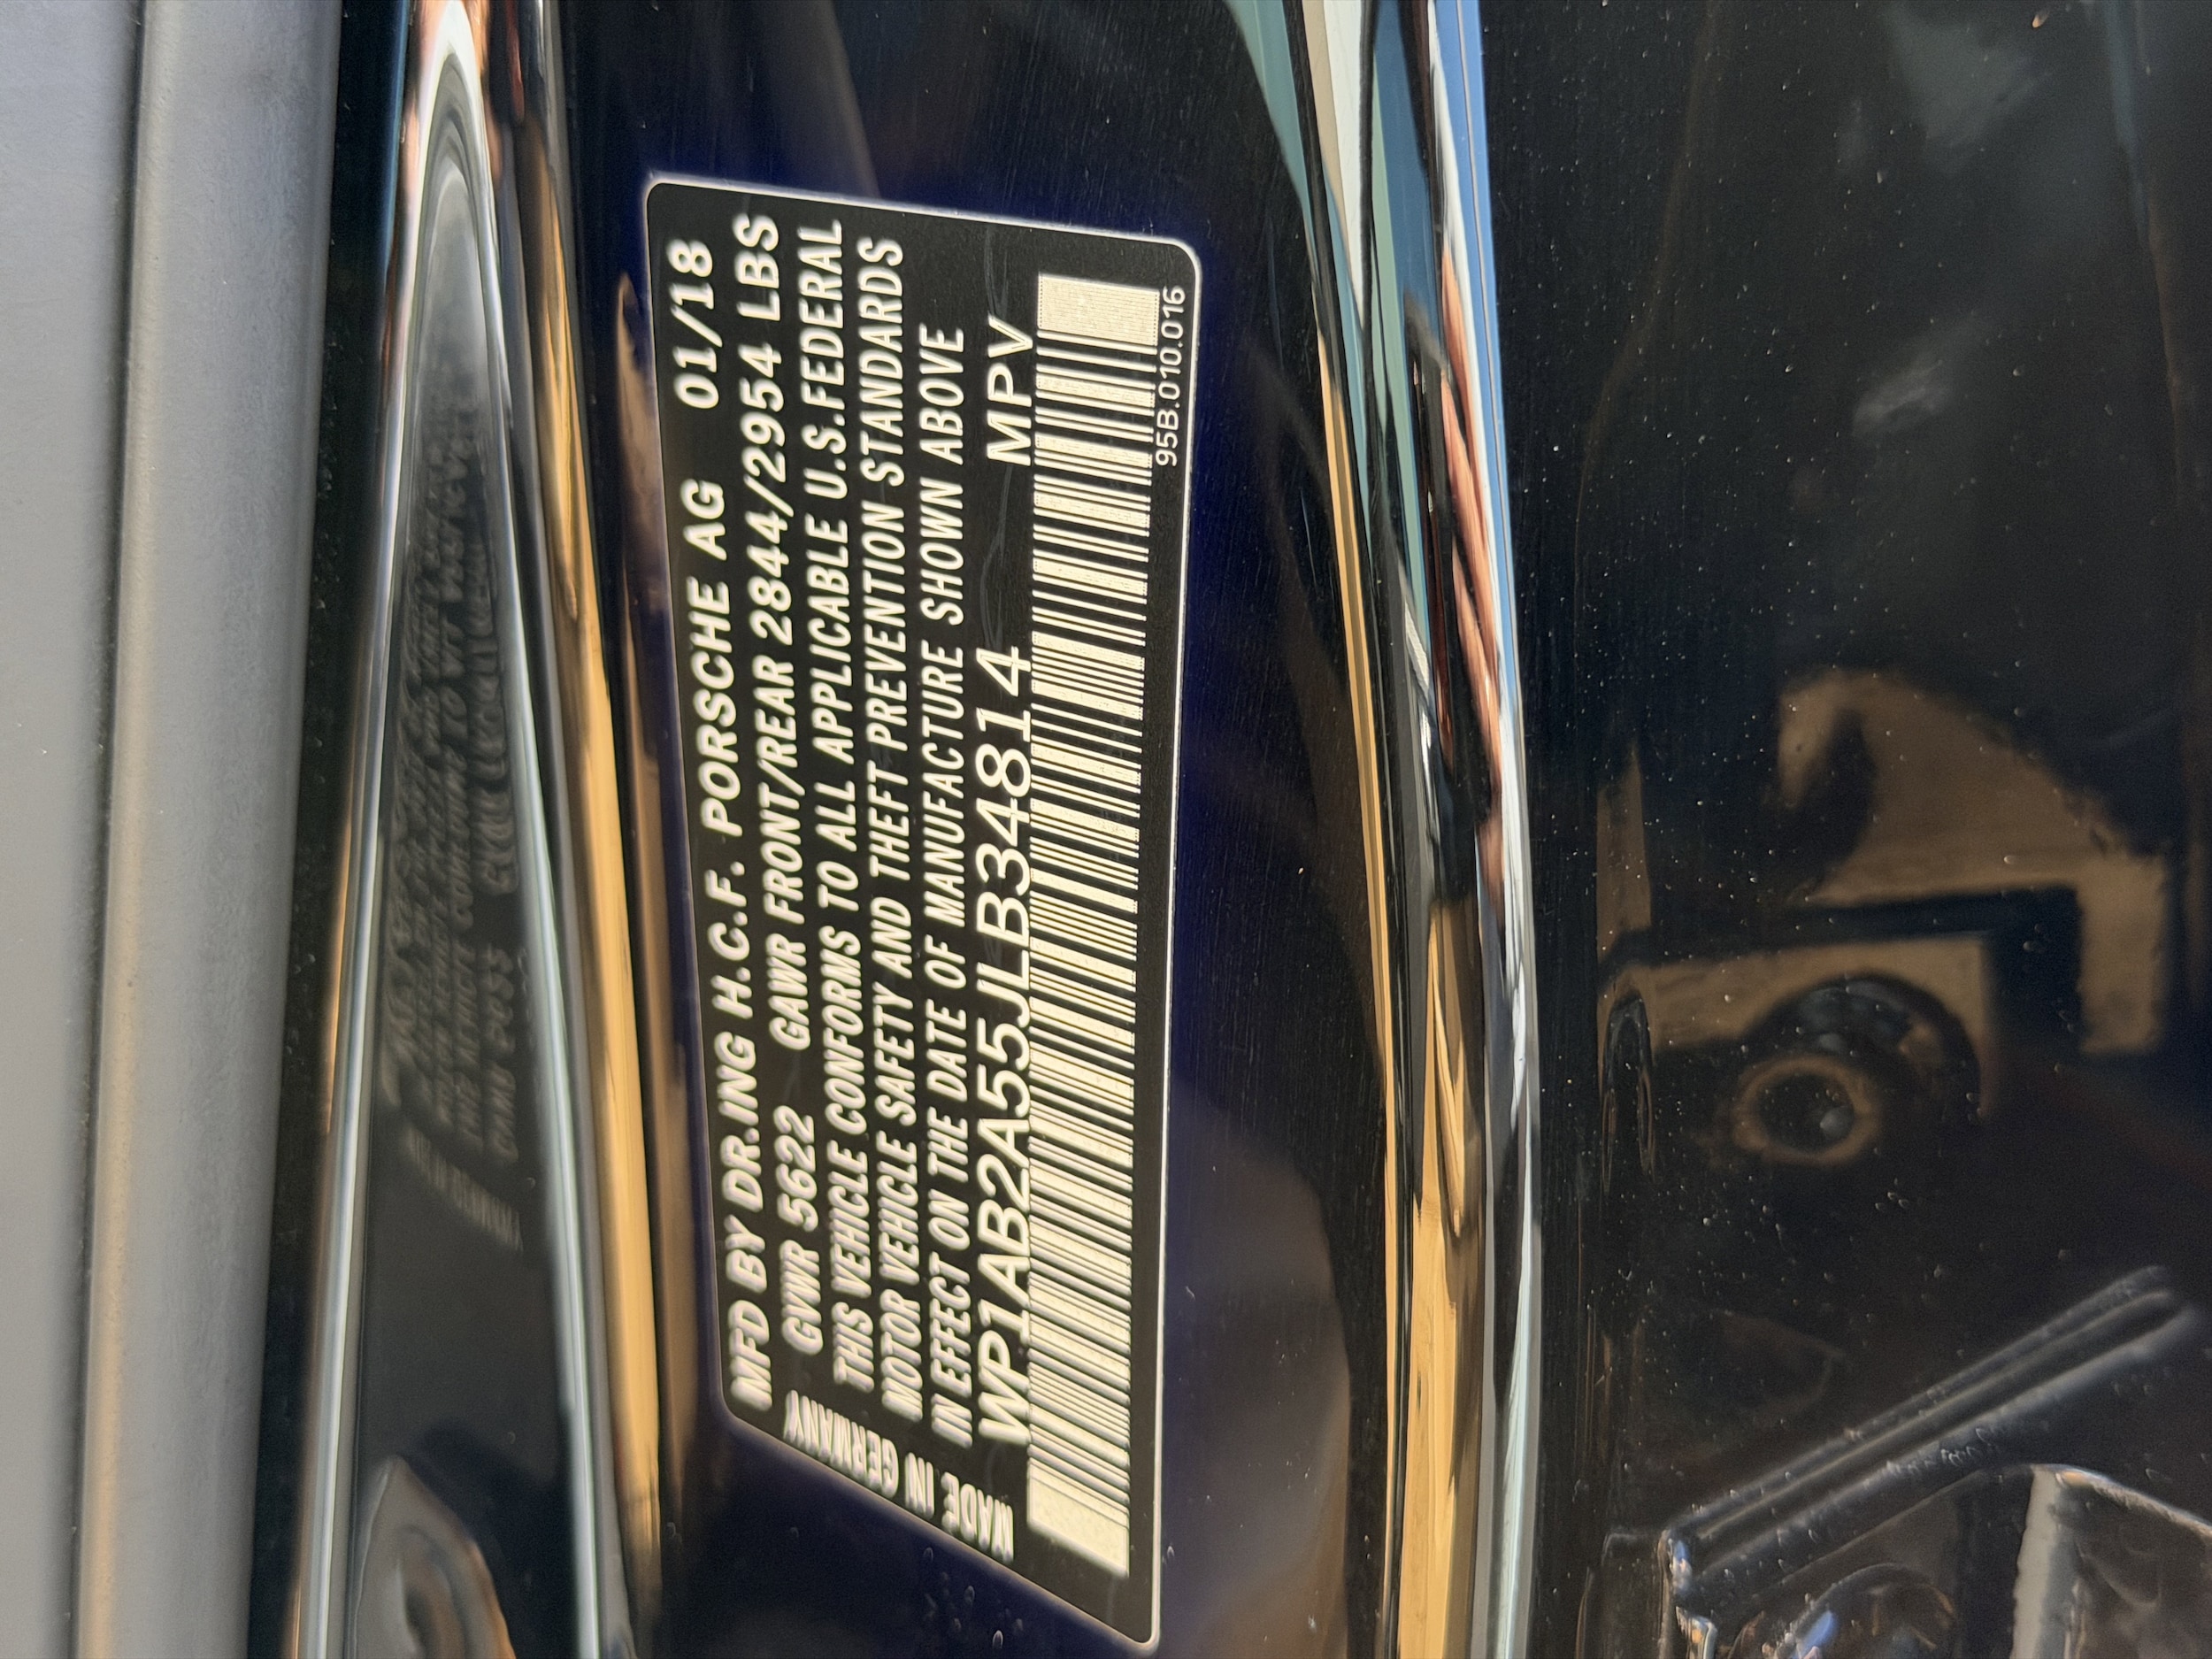 MFD BY DR.ING H.C.F. PORSCHE AG 01/18
GVWR 5622 GAWR FRONT/REAR 2844/2954 LBS
THIS VEHICLE CONFORMS TO ALL APPLICABLE U.S.FEDERAL
MOTOR VEHICLE SAFETY AND THEFT PREVENTION STANDARDS
IN EFFECT ON THE DATE OF MANUFACTURE SHOWN ABOVE
WP1AB2A55JLB34814 MPV
MADE IN GERMANY
95B.010.016